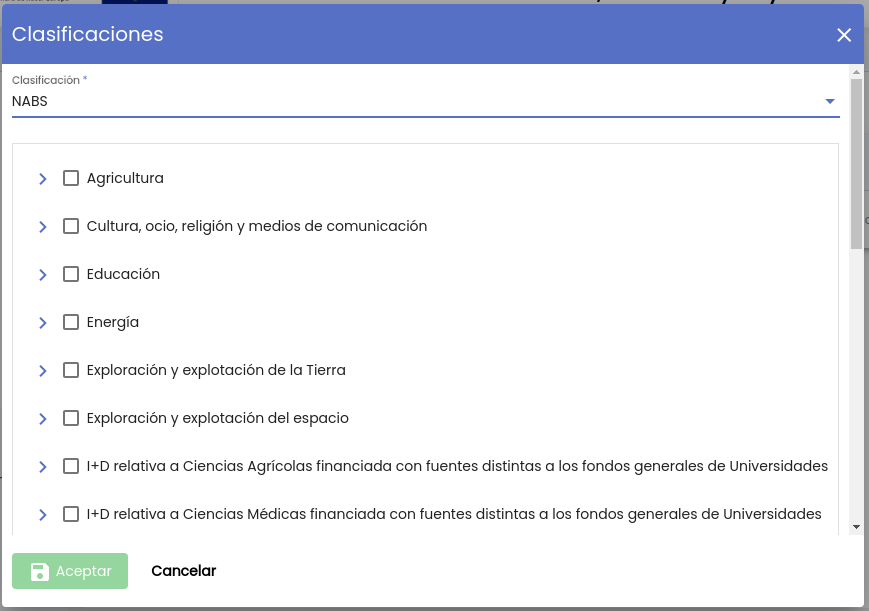 Clasificaciones
Clasificación *
NABS
Agricultura
Cultura, ocio, religión y medios de comunicación
Educación
Energía
Exploración y explotación de la Tierra
Exploración y explotación del espacio
I+D relativa a Ciencias Agrícolas financiada con fuentes distintas a los fondos generales de Universidades
I+D relativa a Ciencias Médicas financiada con fuentes distintas a los fondos generales de Universidades
Aceptar
Cancelar